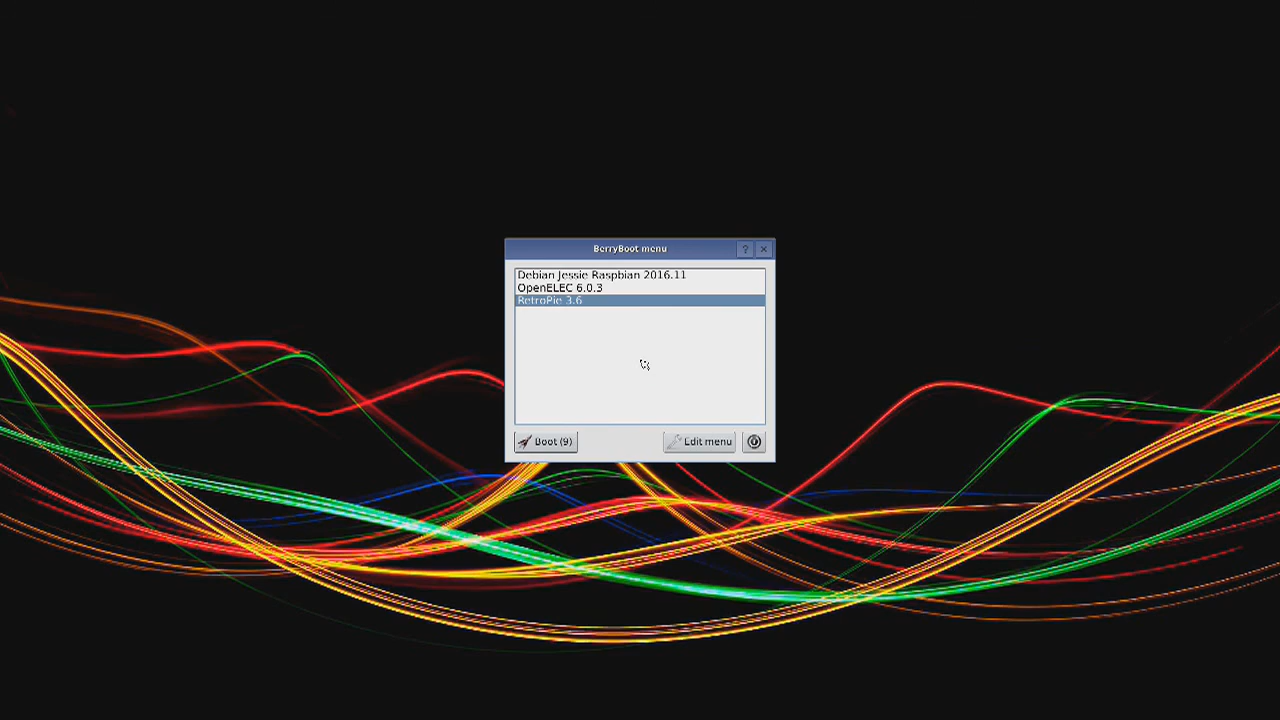 BerryBoot menu
Debian Jessie Raspbian 2016.11
OpenELEC 6.0.3
RetroPie 3.6
Boot (9)
Edit menu